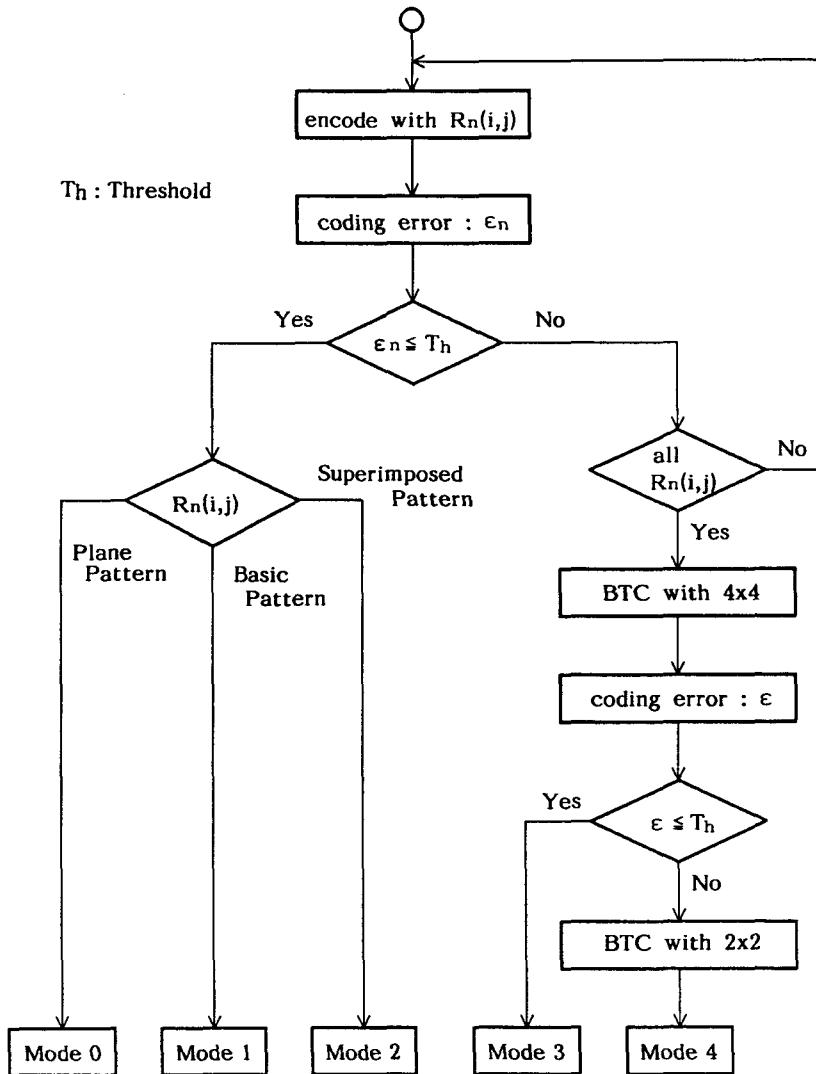 encode with Rn(i,j)
Th : Threshold
coding error : εn
Yes
No
εn ≦ Th
all
Rn(i,j)
No
Superimposed
Pattern
Rn(i,j)
Yes
Plane
Pattern
Basic
Pattern
BTC with 4x4
coding error : ε
Yes
ε ≦ Th
No
BTC with 2x2
Mode 0
Mode 1
Mode 2
Mode 3
Mode 4